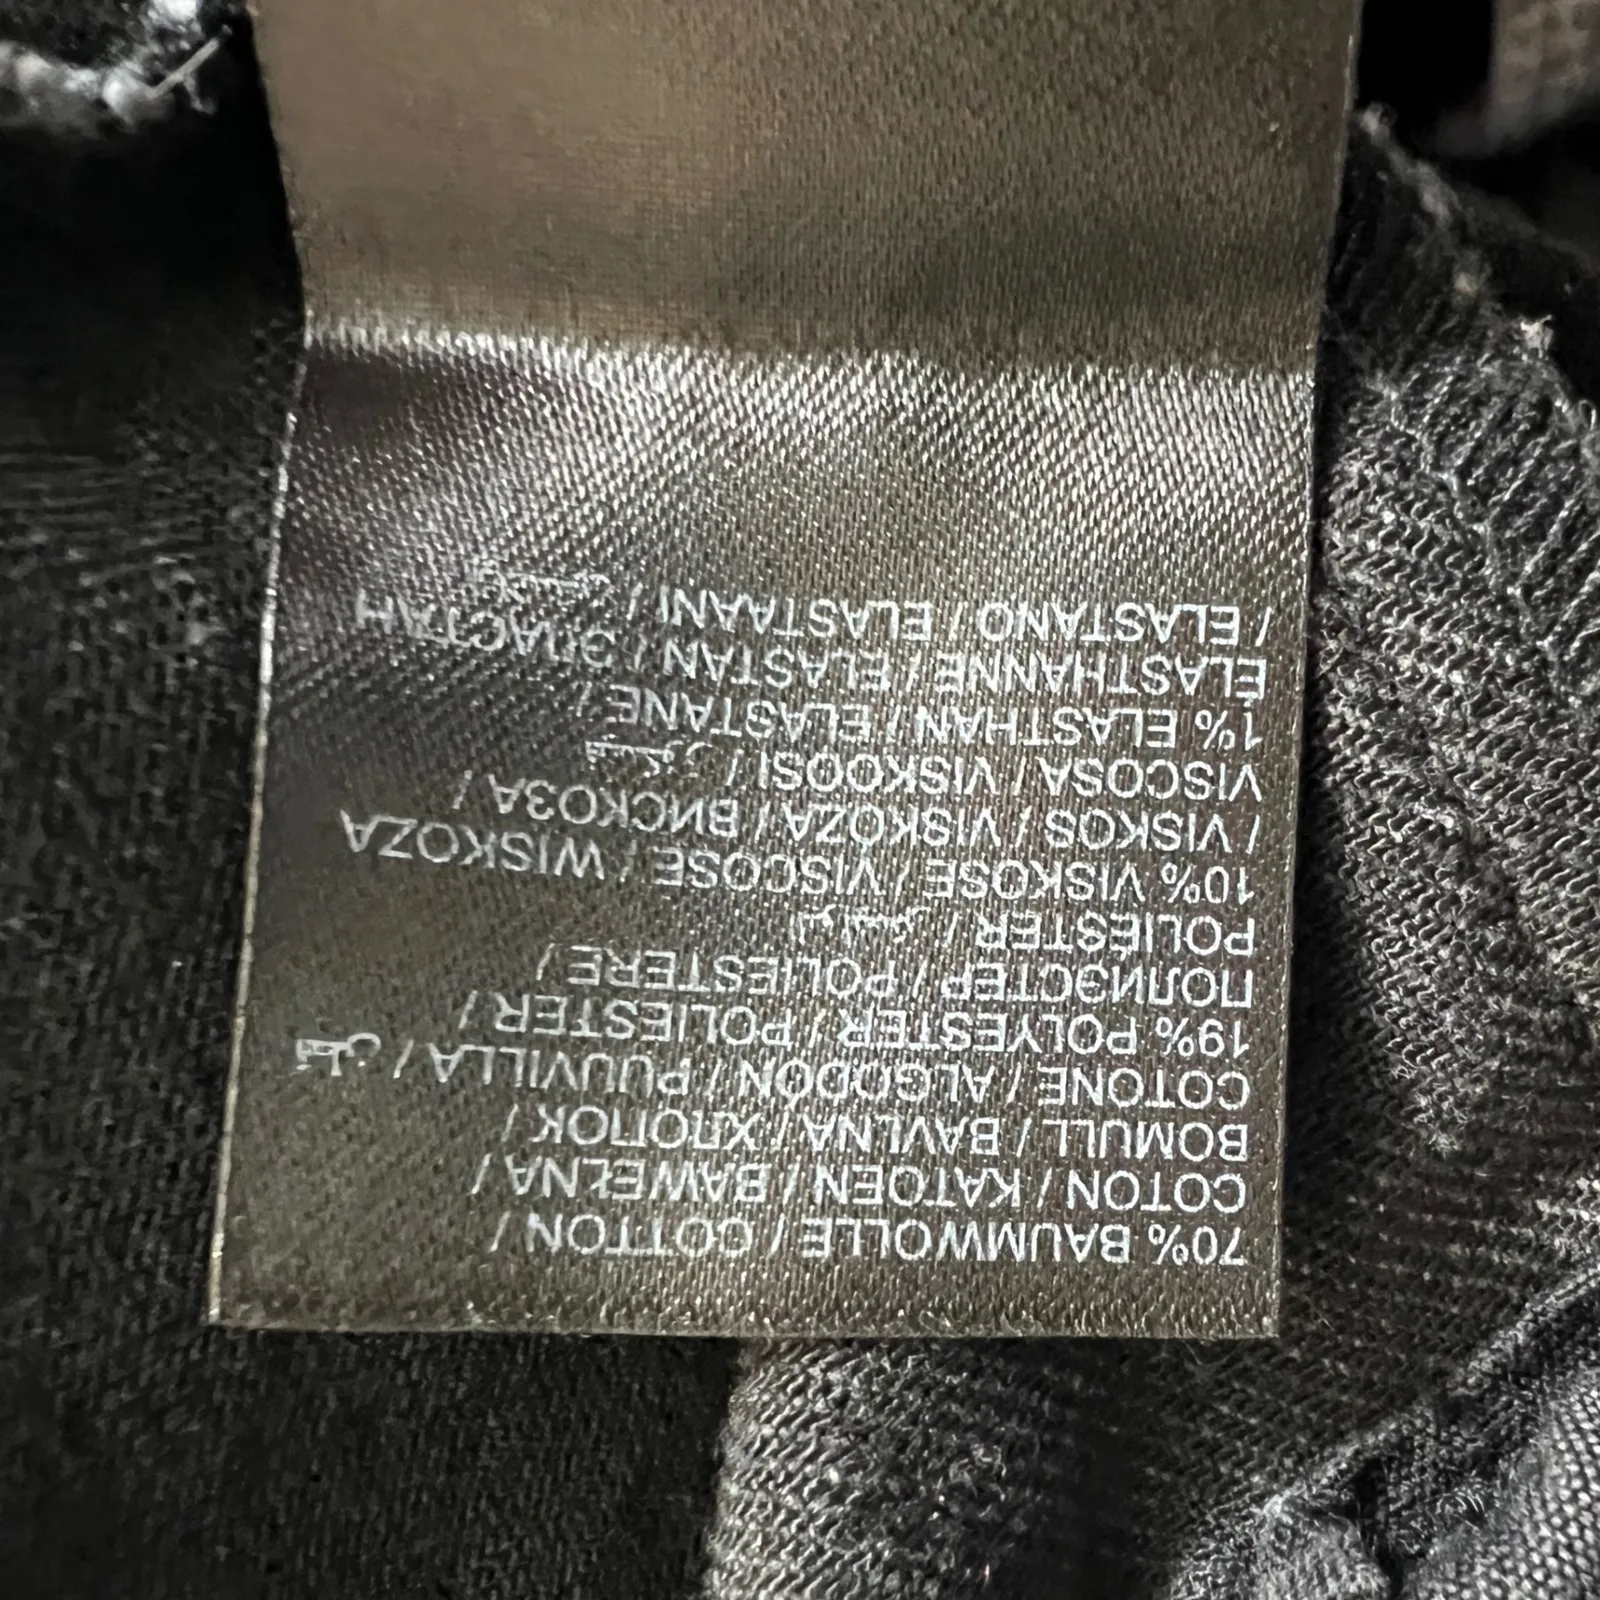 70% BAUMWOLLE / COTTON /
COTON / KATOEN / BAWEŁNA /
BOMULL / BAVLNA / ХЛОПОК /
COTONE / ALGODÓN / PUUVILLA / قطن
19% POLYESTER / POLIESTER /
ПОЛИЭСТЕР / POLIESTERE /
POLIÉSTER /
10% VISKOSE / VISCOSE / WISKOZA
/ VISKOS / VISKÓZA / ВИСКОЗА /
VISCOSA / VISKOOSI /
1% ELASTHAN / ELASTANE /
ÉLASTHANNE / ELASTAN / ЭЛАСТАН
/ ELASTANO / ELASTAANI /